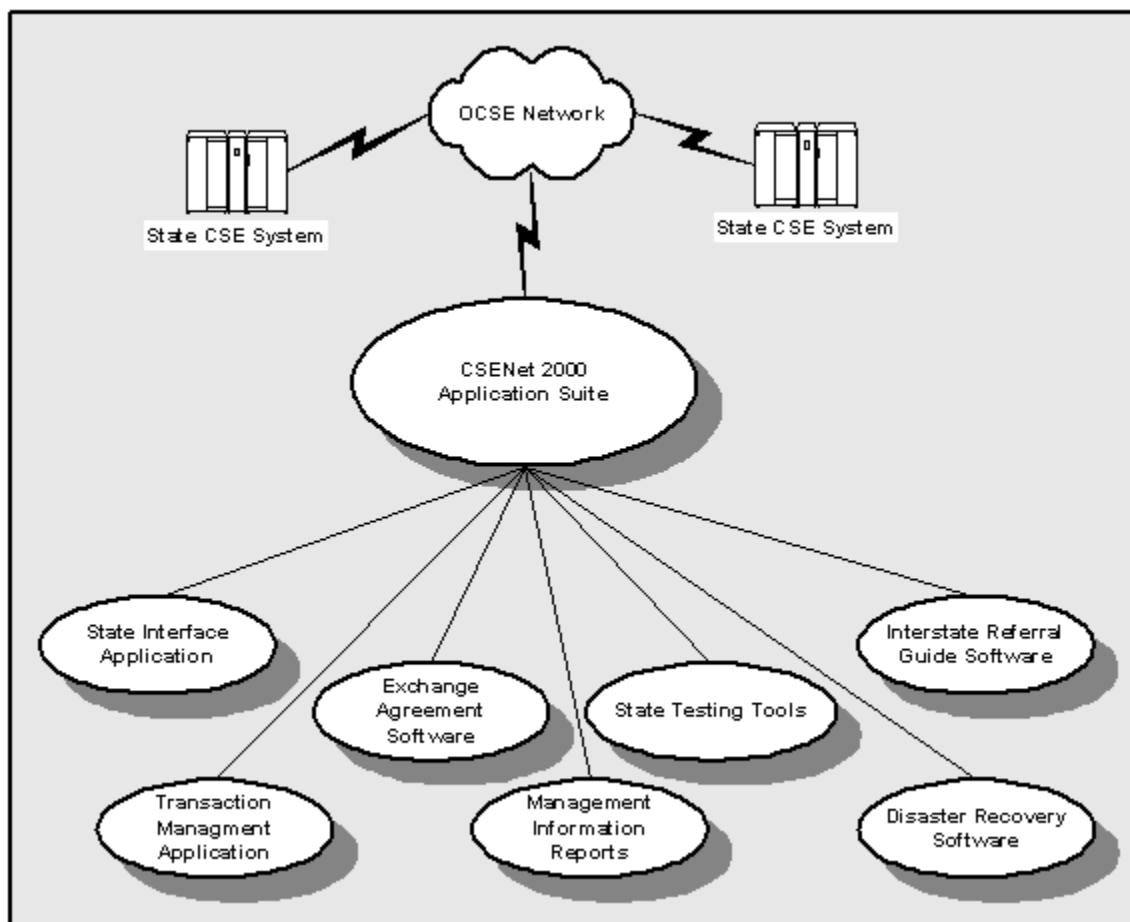 OCSE Network
State CSE System
State CSE System
CSENet 2000
Application Suite
State Interface
Application
Interstate Referral
Guide Software
Exchange
Agreement
Software
State Testing Tools
Transaction
Managment
Application
Management
Information
Reports
Disaster Recovery
Software